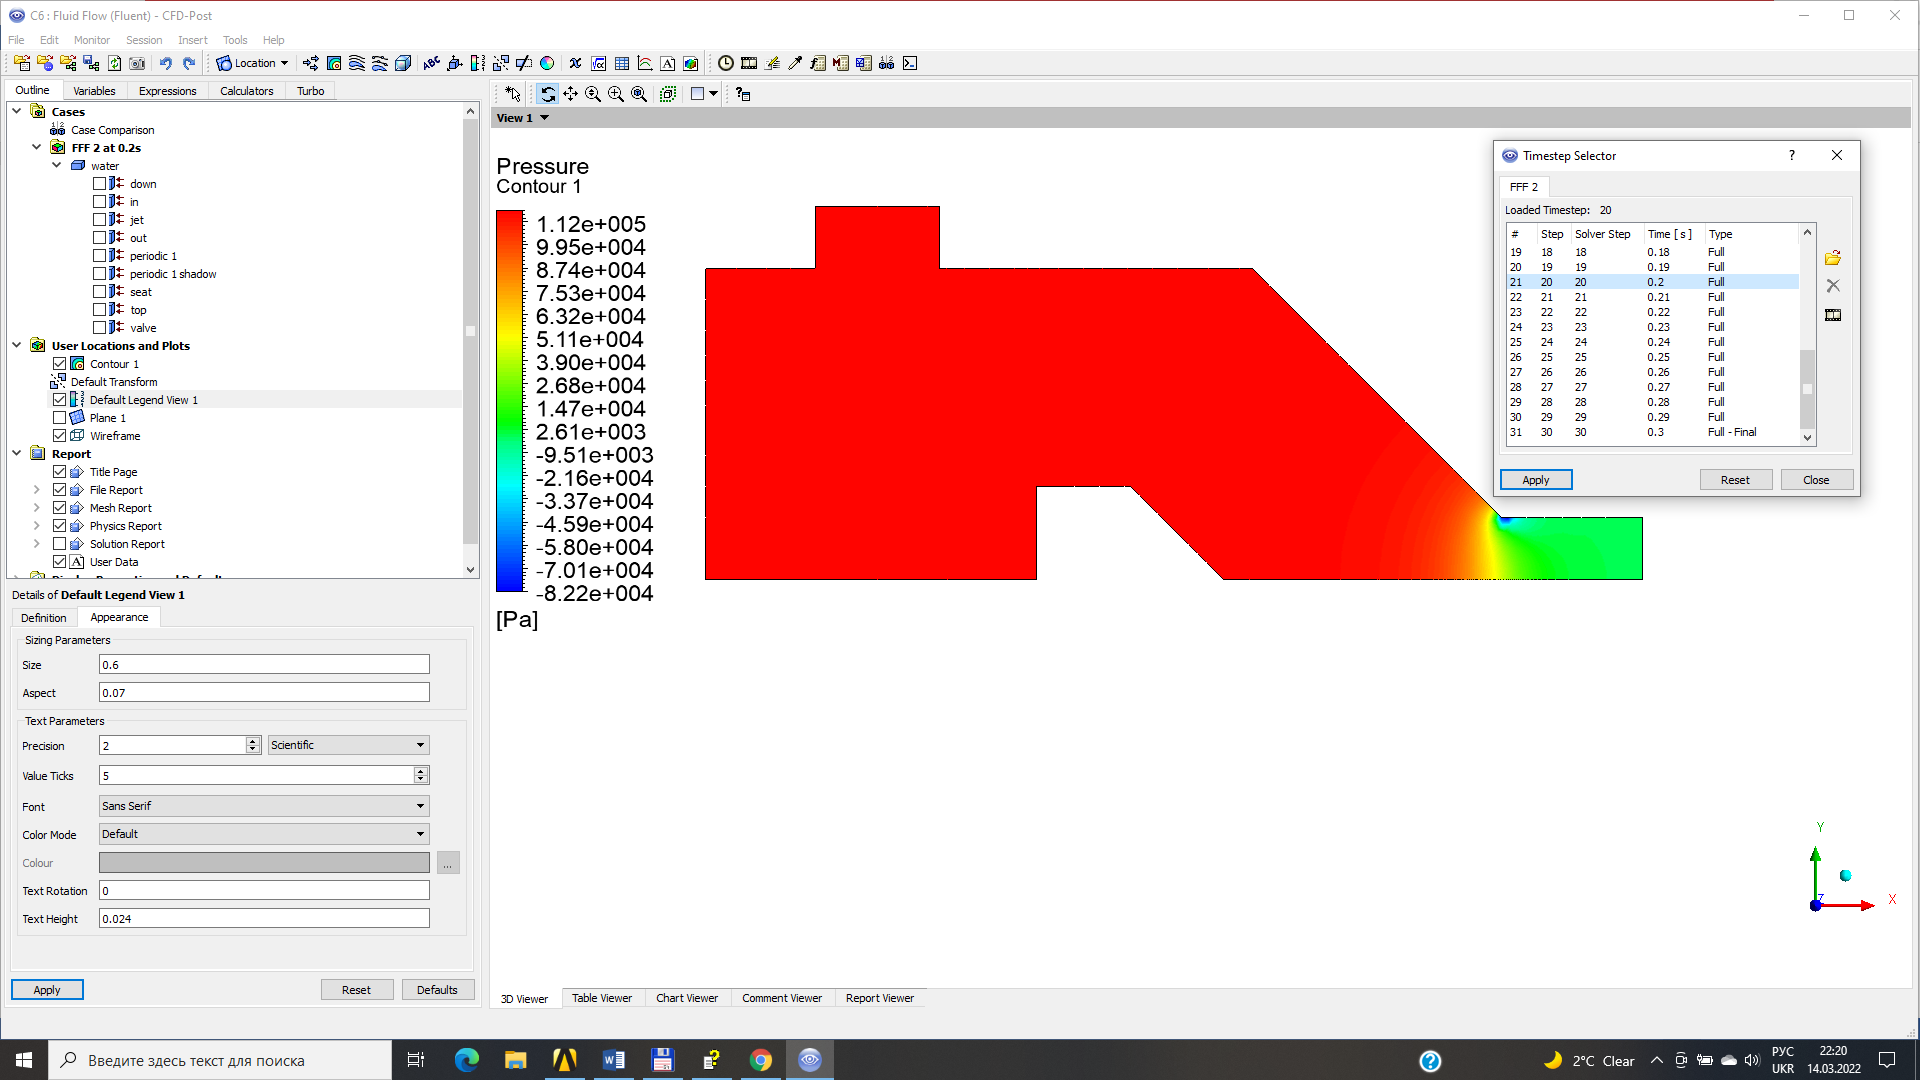 C6 : Fluid Flow (Fluent) - CFD-Post
File Edit Monitor Session Insert Tools Help
Location
Outline Variables Expressions Calculators Turbo
Cases
Case Comparison
FFF 2 at 0.2s
water
down
in
jet
out
periodic 1
periodic 1 shadow
seat
top
valve
User Locations and Plots
Contour 1
Default Transform
Default Legend View 1
Plane 1
Wireframe
Report
Title Page
File Report
Mesh Report
Physics Report
Solution Report
User Data
Details of Default Legend View 1
Definition Appearance
Sizing Parameters
Size 0.6
Aspect 0.07
Text Parameters
Precision 2 Scientific
Value Ticks 5
Font Sans Serif
Color Mode Default
Colour ...
Text Rotation 0
Text Height 0.024
Apply Reset Defaults
View 1
Pressure
Contour 1
1.12e+005
9.95e+004
8.74e+004
7.53e+004
6.32e+004
5.11e+004
3.90e+004
2.68e+004
1.47e+004
2.61e+003
-9.51e+003
-2.16e+004
-3.37e+004
-4.59e+004
-5.80e+004
-7.01e+004
-8.22e+004
[Pa]
Timestep Selector ?
FFF 2
Loaded Timestep: 20
# Step Solver Step Time [ s ] Type
19 18 18 0.18 Full
20 19 19 0.19 Full
21 20 20 0.2 Full
22 21 21 0.21 Full
23 22 22 0.22 Full
24 23 23 0.23 Full
25 24 24 0.24 Full
26 25 25 0.25 Full
27 26 26 0.26 Full
28 27 27 0.27 Full
29 28 28 0.28 Full
30 29 29 0.29 Full
31 30 30 0.3 Full - Final
Apply Reset Close
Y
Z
X
3D Viewer Table Viewer Chart Viewer Comment Viewer Report Viewer
Введите здесь текст для поиска
2°C Clear
РУС
UKR
22:20
14.03.2022